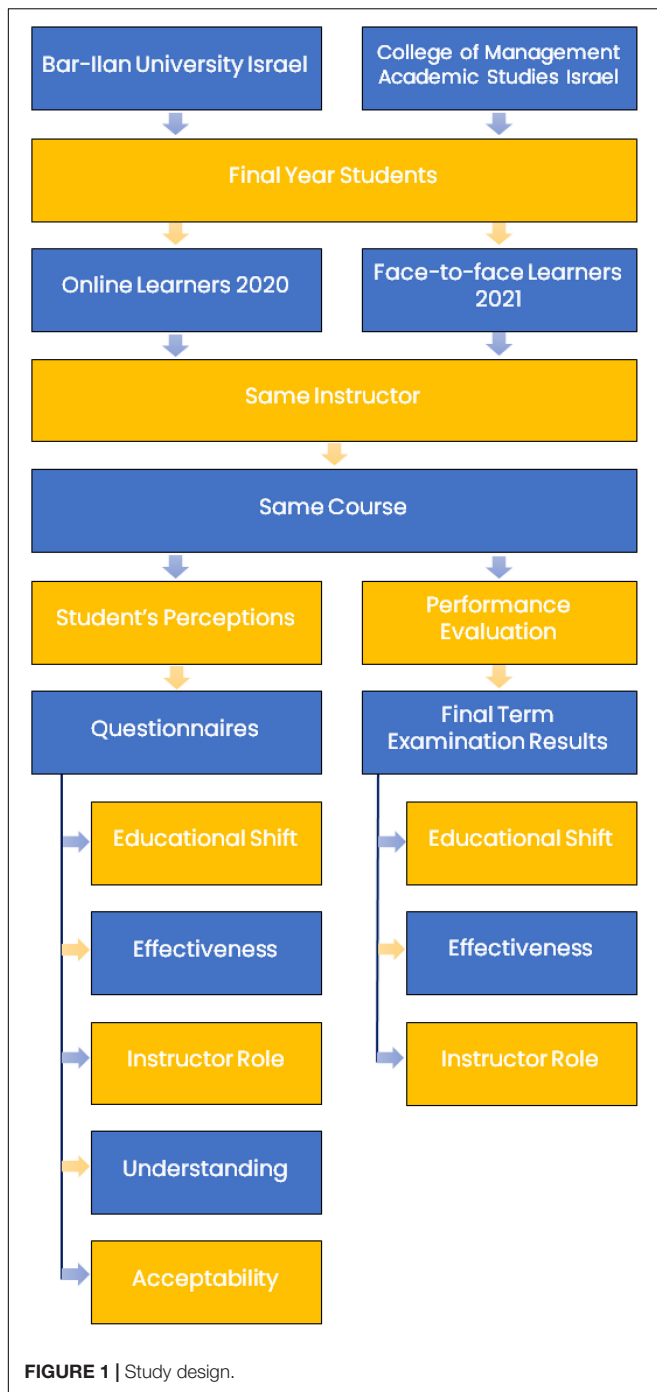 Bar-Ilan University Israel
College of Management
Academic Studies Israel
Final Year Students
Online Learners 2020
Face-to-face Learners
2021
Same Instructor
Same Course
Student's Perceptions
Performance
Evaluation
Questionnaires
Final Term
Examination Results
Educational Shift
Educational Shift
Effectiveness
Effectiveness
Instructor Role
Instructor Role
Understanding
Acceptability
FIGURE 1 | Study design.